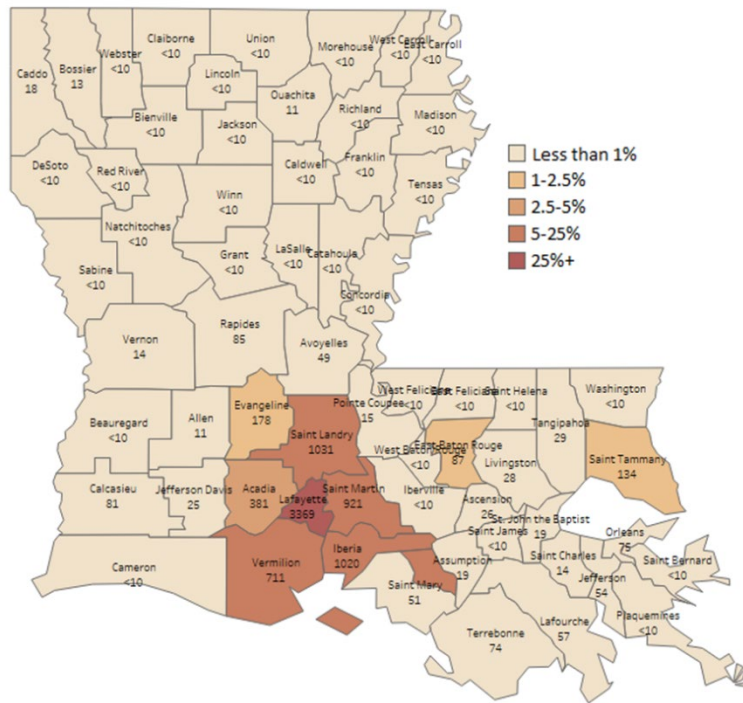 Claiborne
<10
Union
<10
Morehouse
<10
West Carroll
<10
East Carroll
<10
Webster
<10
Bossier
13
Caddo
18
Lincoln
<10
Ouachita
11
Richland
<10
Madison
<10
Bienville
<10
Jackson
<10
DeSoto
<10
Red River
<10
Caldwell
<10
Franklin
<10
Tensas
<10
Winn
<10
Natchitoches
<10
Sabine
<10
Grant
<10
LaSalle
<10
Catahoula
<10
Concordia
<10
Less than 1%
1-2.5%
2.5-5%
5-25%
25%+
Vernon
14
Rapides
85
Avoyelles
49
Beauregard
<10
Allen
11
Evangeline
178
Saint Landry
1031
Pointe Coupee
15
West Feliciana
<10
East Feliciana
<10
Saint Helena
<10
Tangipahoa
29
Washington
<10
West Baton Rouge
<10
East Baton Rouge
87
Livingston
28
Saint Tammany
134
Calcasieu
81
Jefferson Davis
25
Acadia
381
Lafayette
3369
Saint Martin
921
Iberville
<10
Ascension
26
St. John the Baptist
19
Saint James
<10
Orleans
75
Cameron
<10
Vermilion
711
Iberia
1020
Saint Mary
51
Assumption
19
Saint Charles
14
Jefferson
54
Saint Bernard
<10
Plaquemines
<10
Terrebonne
74
Lafourche
57